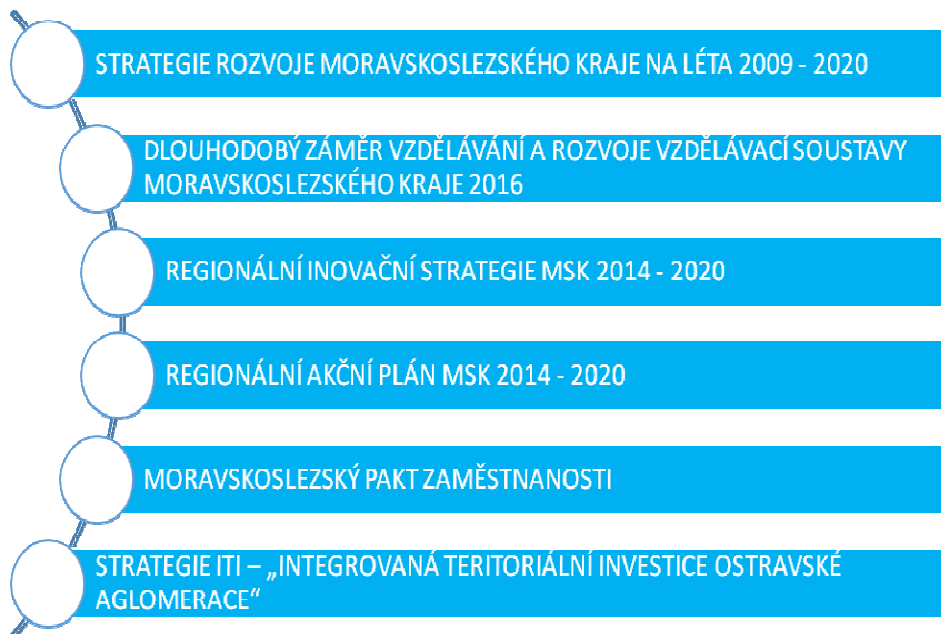 STRATEGIE ROZVOJE MORAVSKOSLEZSKÉHO KRAJE NA LÉTA 2009 - 2020
DLOUHODOBÝ ZÁMĚR VZDĚLÁVÁNÍ A ROZVOJE VZDĚLÁVACÍ SOUSTAVY
MORAVSKOSLEZSKÉHO KRAJE 2016
REGIONÁLNÍ INOVAČNÍ STRATEGIE MSK 2014 - 2020
REGIONÁLNÍ AKČNÍ PLÁN MSK 2014 - 2020
MORAVSKOSLEZSKÝ PAKT ZAMĚSTNANOSTI
STRATEGIE ITI – „INTEGROVANÁ TERITORIÁLNÍ INVESTICE OSTRAVSKÉ
AGLOMERACE“